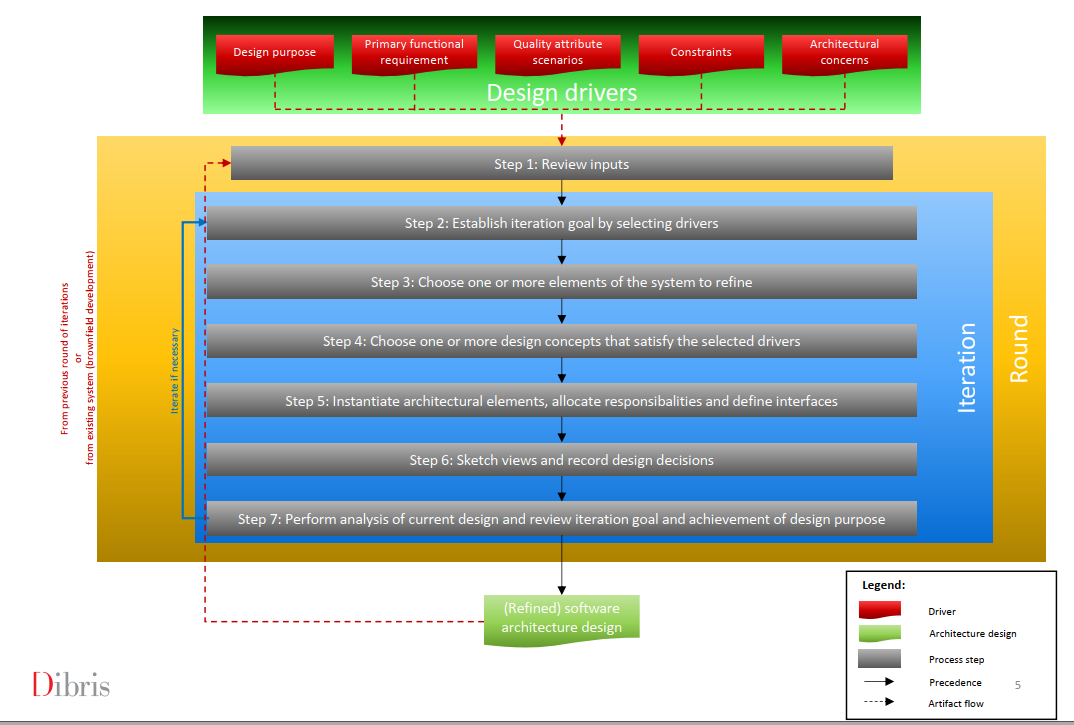 Design purpose
Primary functional
requirement
Quality attribute
scenarios
Constraints
Architectural
concerns
Design drivers
Step 1: Review inputs
Step 2: Establish iteration goal by selecting drivers
Step 3: Choose one or more elements of the system to refine
Step 4: Choose one or more design concepts that satisfy the selected drivers
Step 5: Instantiate architectural elements, allocate responsibalities and define interfaces
Step 6: Sketch views and record design decisions
Step 7: Perform analysis of current design and review iteration goal and achievement of design purpose
From previous round of iterations
or
from existing system (brownfield development)
Iterate if necessary
Iteration
Round
(Refined) software
architecture design
Legend:
Driver
Architecture design
Process step
Precedence
Artifact flow
5
Dibris